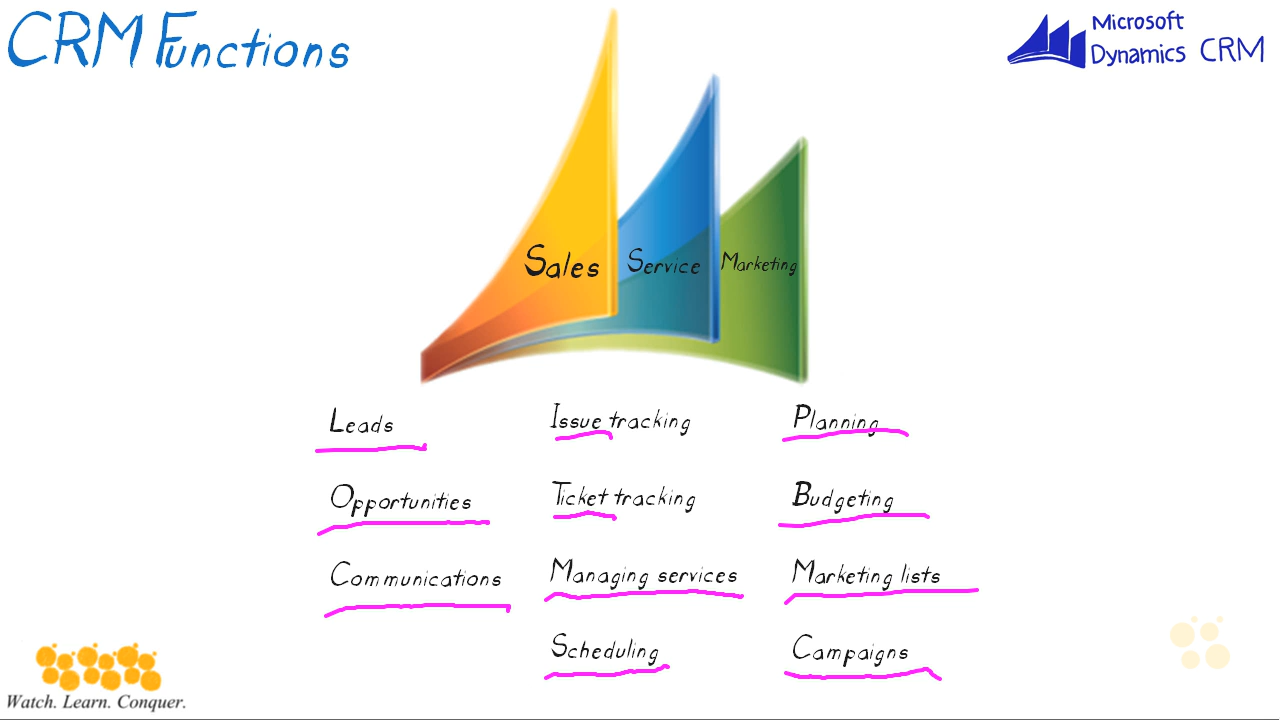 CRM Functions
Microsoft
Dynamics CRM
Sales
Service
Marketing
Leads
Opportunities
Communications
Issue tracking
Ticket tracking
Managing services
Scheduling
Planning
Budgeting
Marketing lists
Campaigns
Watch. Learn. Conquer.